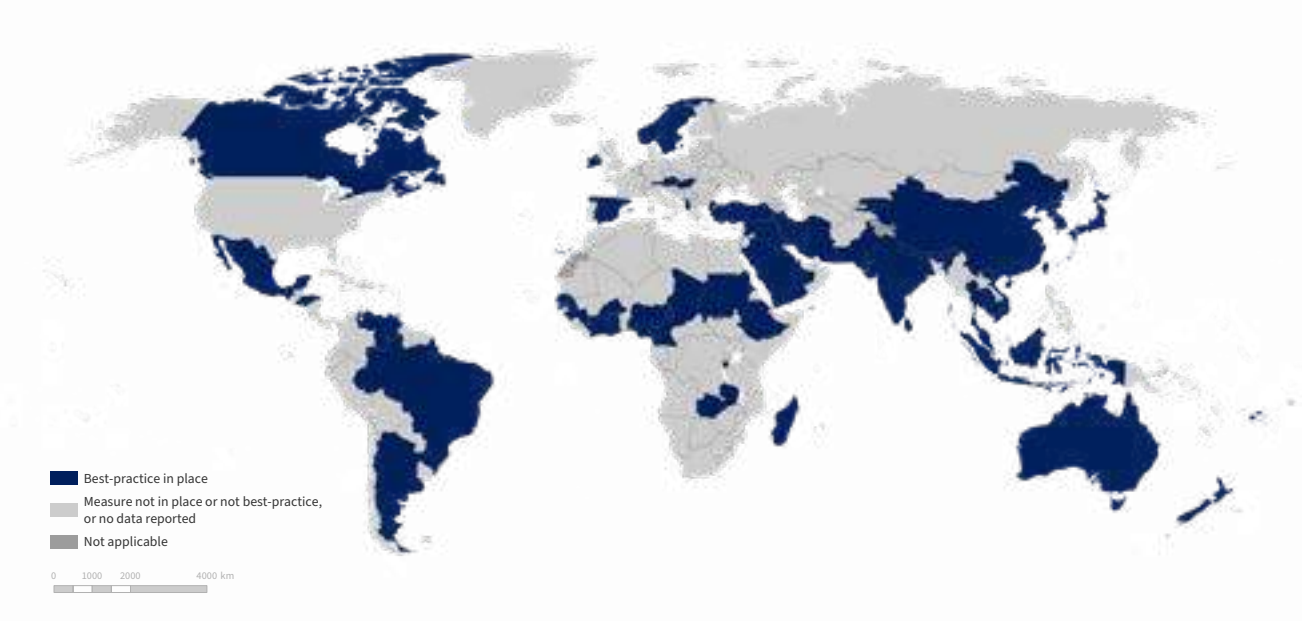 Best-practice in place
Measure not in place or not best-practice,
or no data reported
Not applicable
0 1000 2000 4000 km